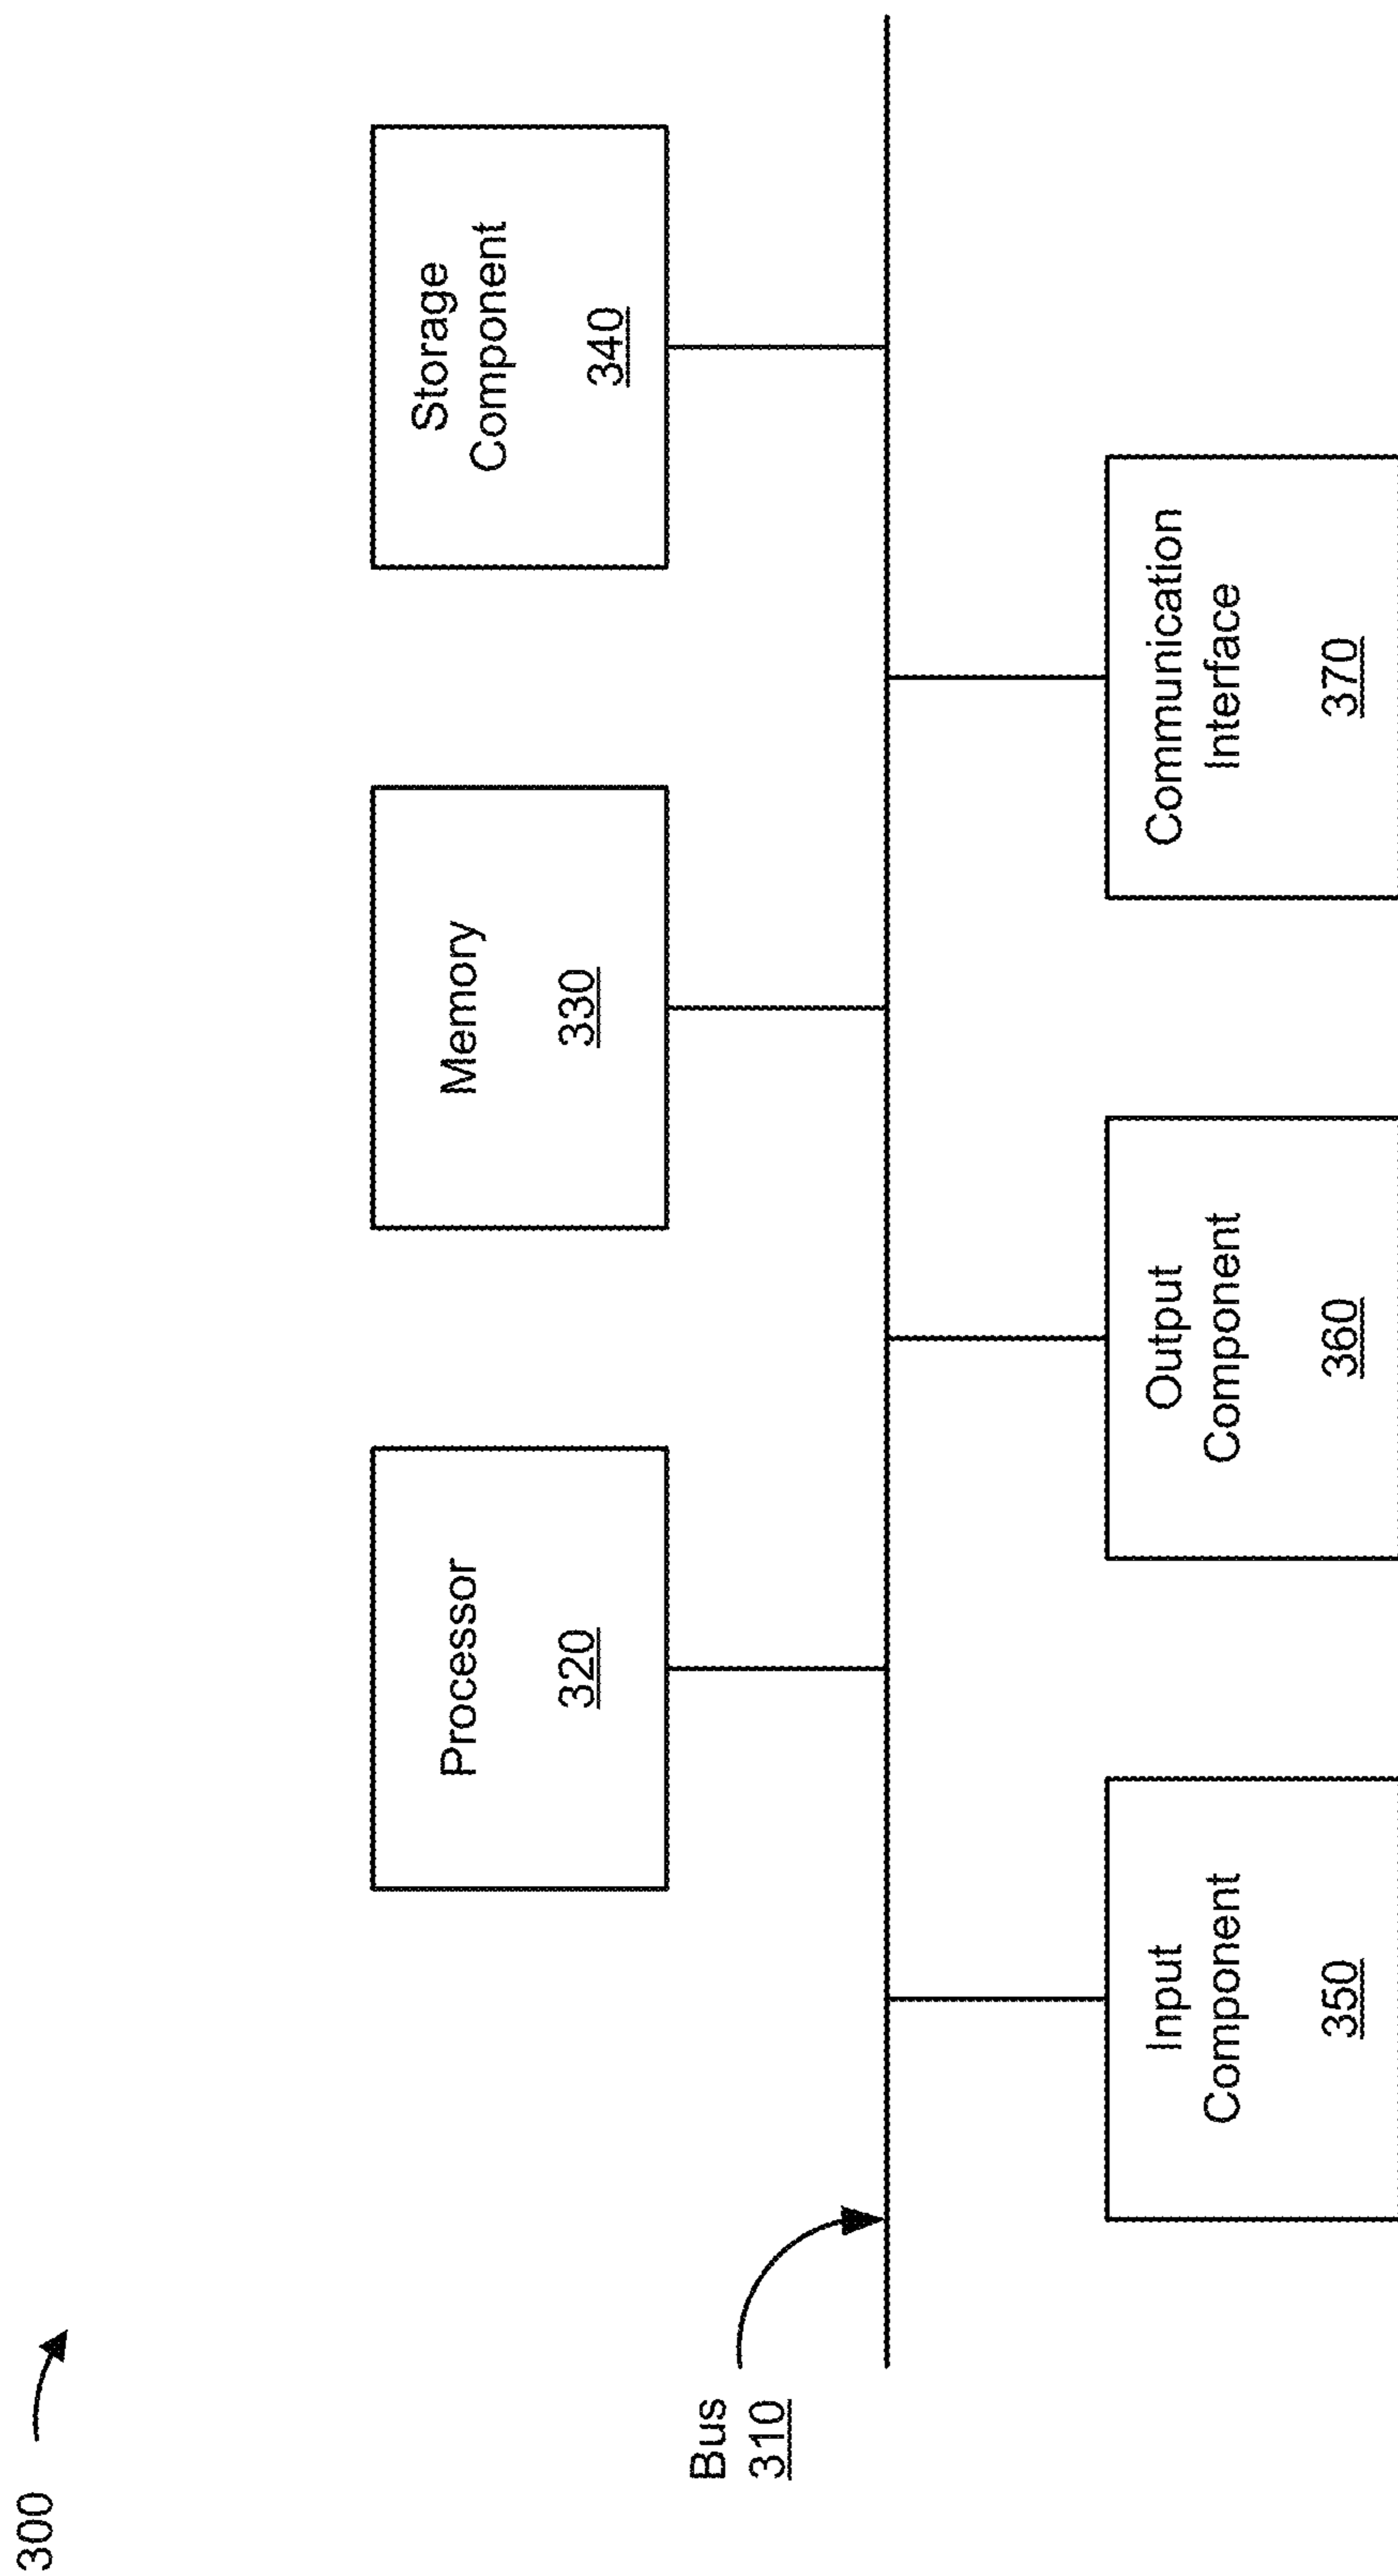 300
Processor
320
Memory
330
Storage
Component
340
Bus
310
Input
Component
350
Output
Component
360
Communication
Interface
370